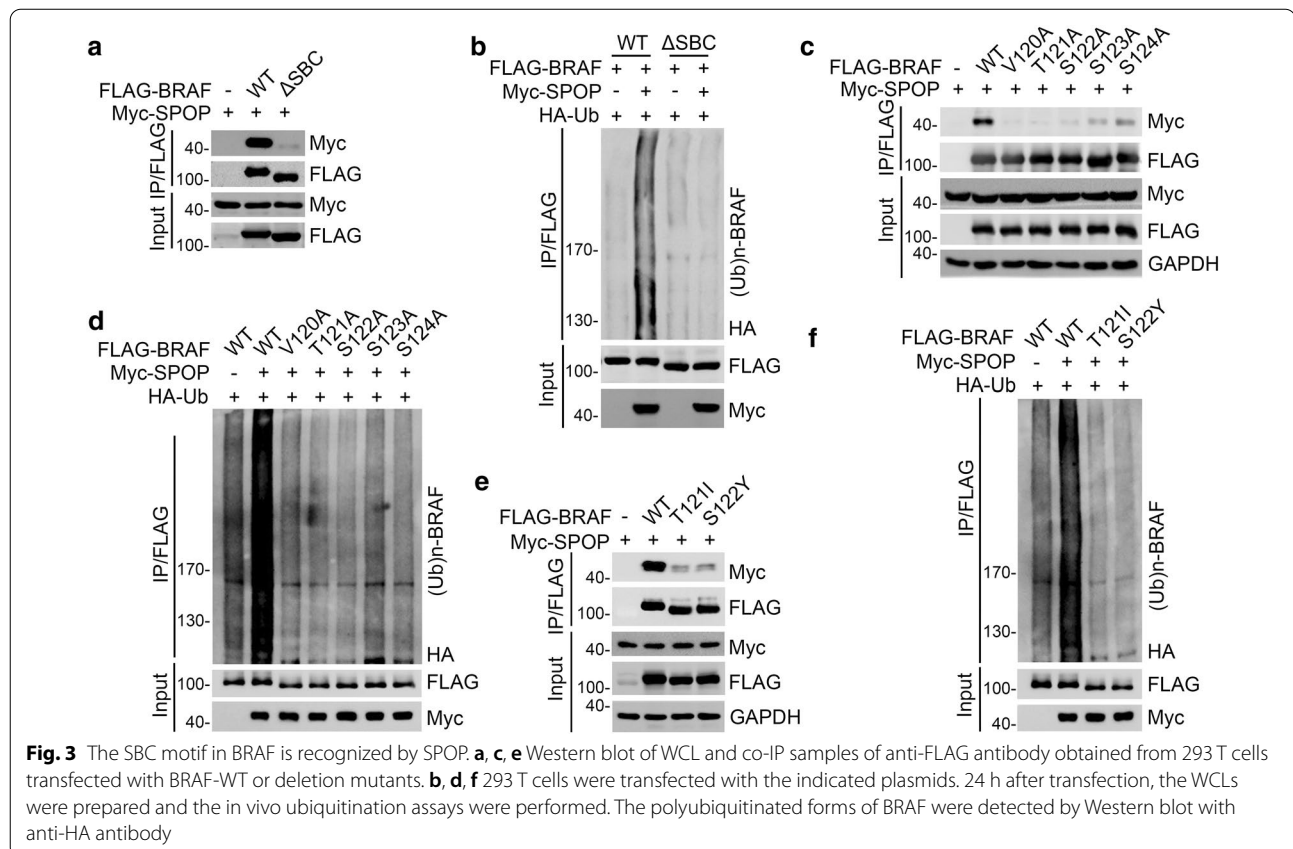 a
FLAG-BRAF - WT ΔSBC
Myc-SPOP + + +
IP/FLAG
40- Myc
100- FLAG
Input
40- Myc
100- FLAG
b
WT ΔSBC
FLAG-BRAF + + + +
Myc-SPOP - + - +
HA-Ub + + + +
IP/FLAG
170-
130-
(Ub)n-BRAF
HA
Input
100- FLAG
40- Myc
c
FLAG-BRAF - WT V120A T121A S122A S123A S124A
Myc-SPOP + + + + + + +
IP/FLAG
40- Myc
100- FLAG
Input
40- Myc
100- FLAG
40- GAPDH
d
FLAG-BRAF WT WT V120A T121A S122A S123A S124A
Myc-SPOP - + + + + + +
HA-Ub + + + + + + +
IP/FLAG
170-
130-
(Ub)n-BRAF
HA
Input
100- FLAG
40- Myc
e
FLAG-BRAF - WT T121I S122Y
Myc-SPOP + + + +
IP/FLAG
40- Myc
100- FLAG
Input
40- Myc
100- FLAG
40- GAPDH
f
FLAG-BRAF WT WT T121I S122Y
Myc-SPOP - + + +
HA-Ub + + + +
IP/FLAG
170-
130-
(Ub)n-BRAF
HA
Input
100- FLAG
40- Myc
Fig. 3 The SBC motif in BRAF is recognized by SPOP. a, c, e Western blot of WCL and co-IP samples of anti-FLAG antibody obtained from 293 T cells
transfected with BRAF-WT or deletion mutants. b, d, f 293 T cells were transfected with the indicated plasmids. 24 h after transfection, the WCLs
were prepared and the in vivo ubiquitination assays were performed. The polyubiquitinated forms of BRAF were detected by Western blot with
anti-HA antibody